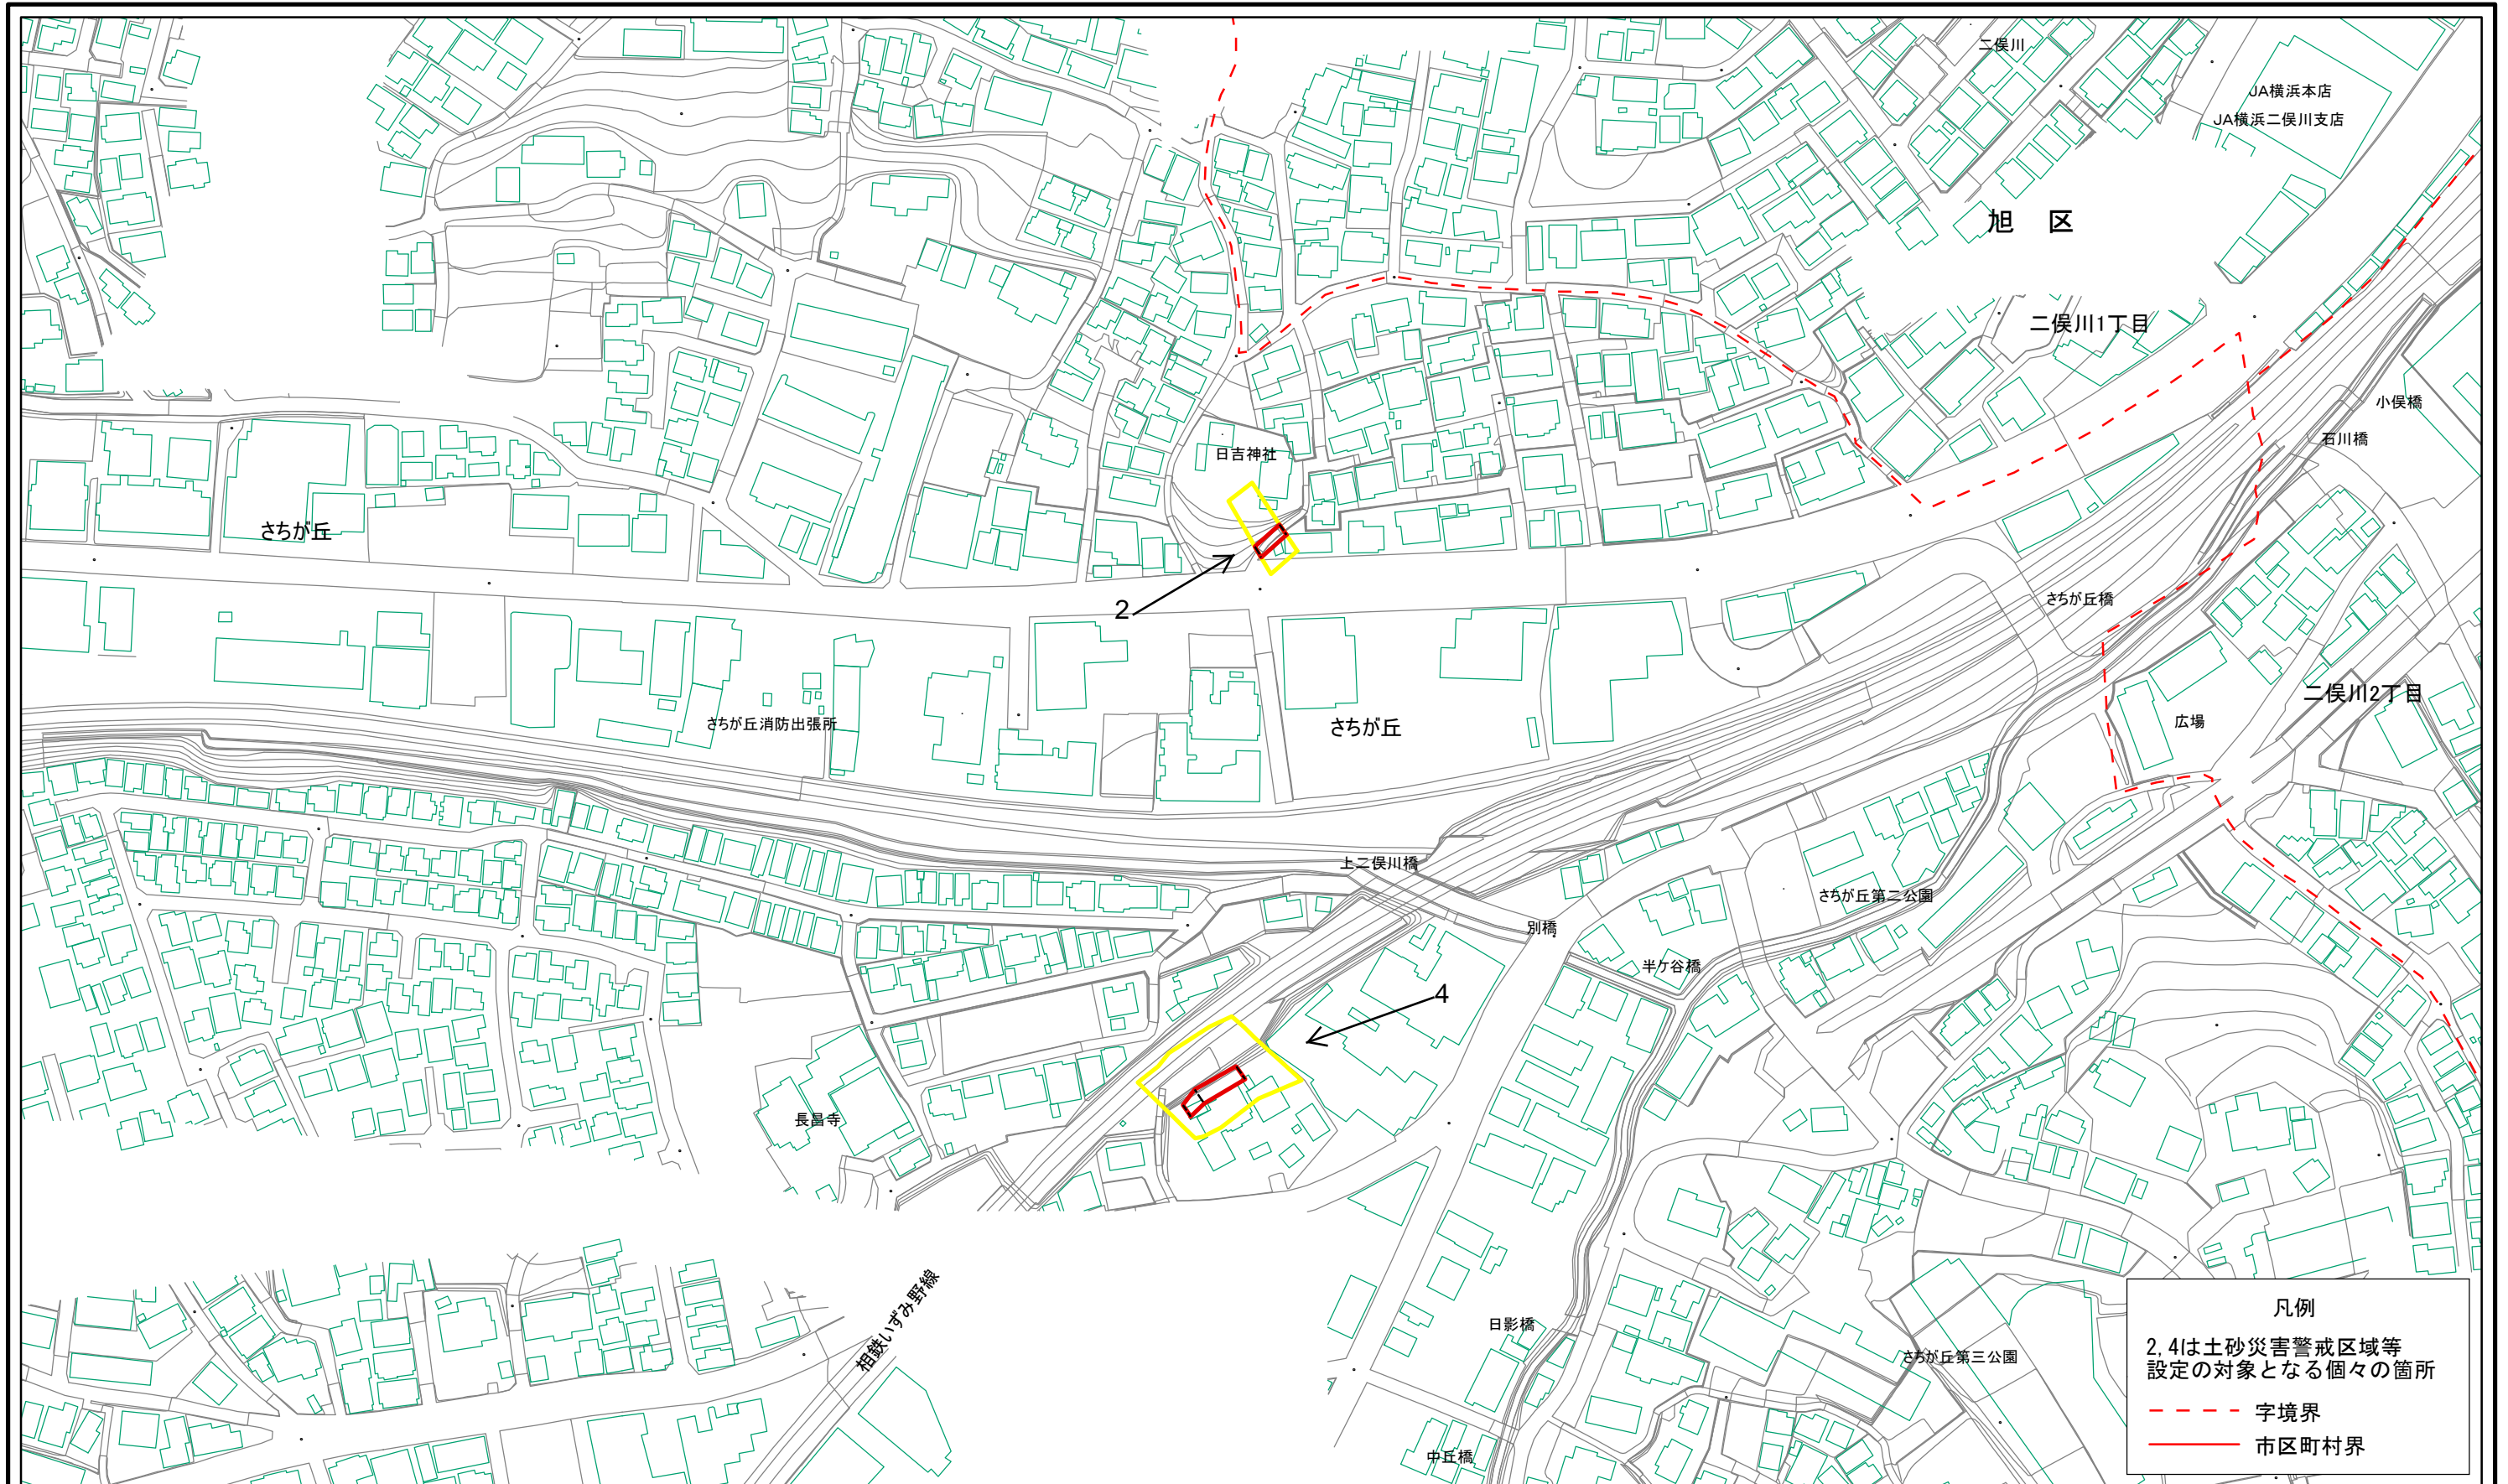 二俣川
JA横浜本店
JA横浜二俣川支店
旭 区
二俣川1丁目
小俣橋
石川橋
日吉神社
さちが丘
2
さちが丘橋
二俣川2丁目
広場
さちが丘消防出張所
さちが丘
上二俣川橋
さちが丘第二公園
別橋
半ケ谷橋
4
長昌寺
相鉄いずみ野線
日影橋
さちが丘第三公園
中丘橋
凡例
2,4は土砂災害警戒区域等
設定の対象となる個々の箇所
字境界
市区町村界